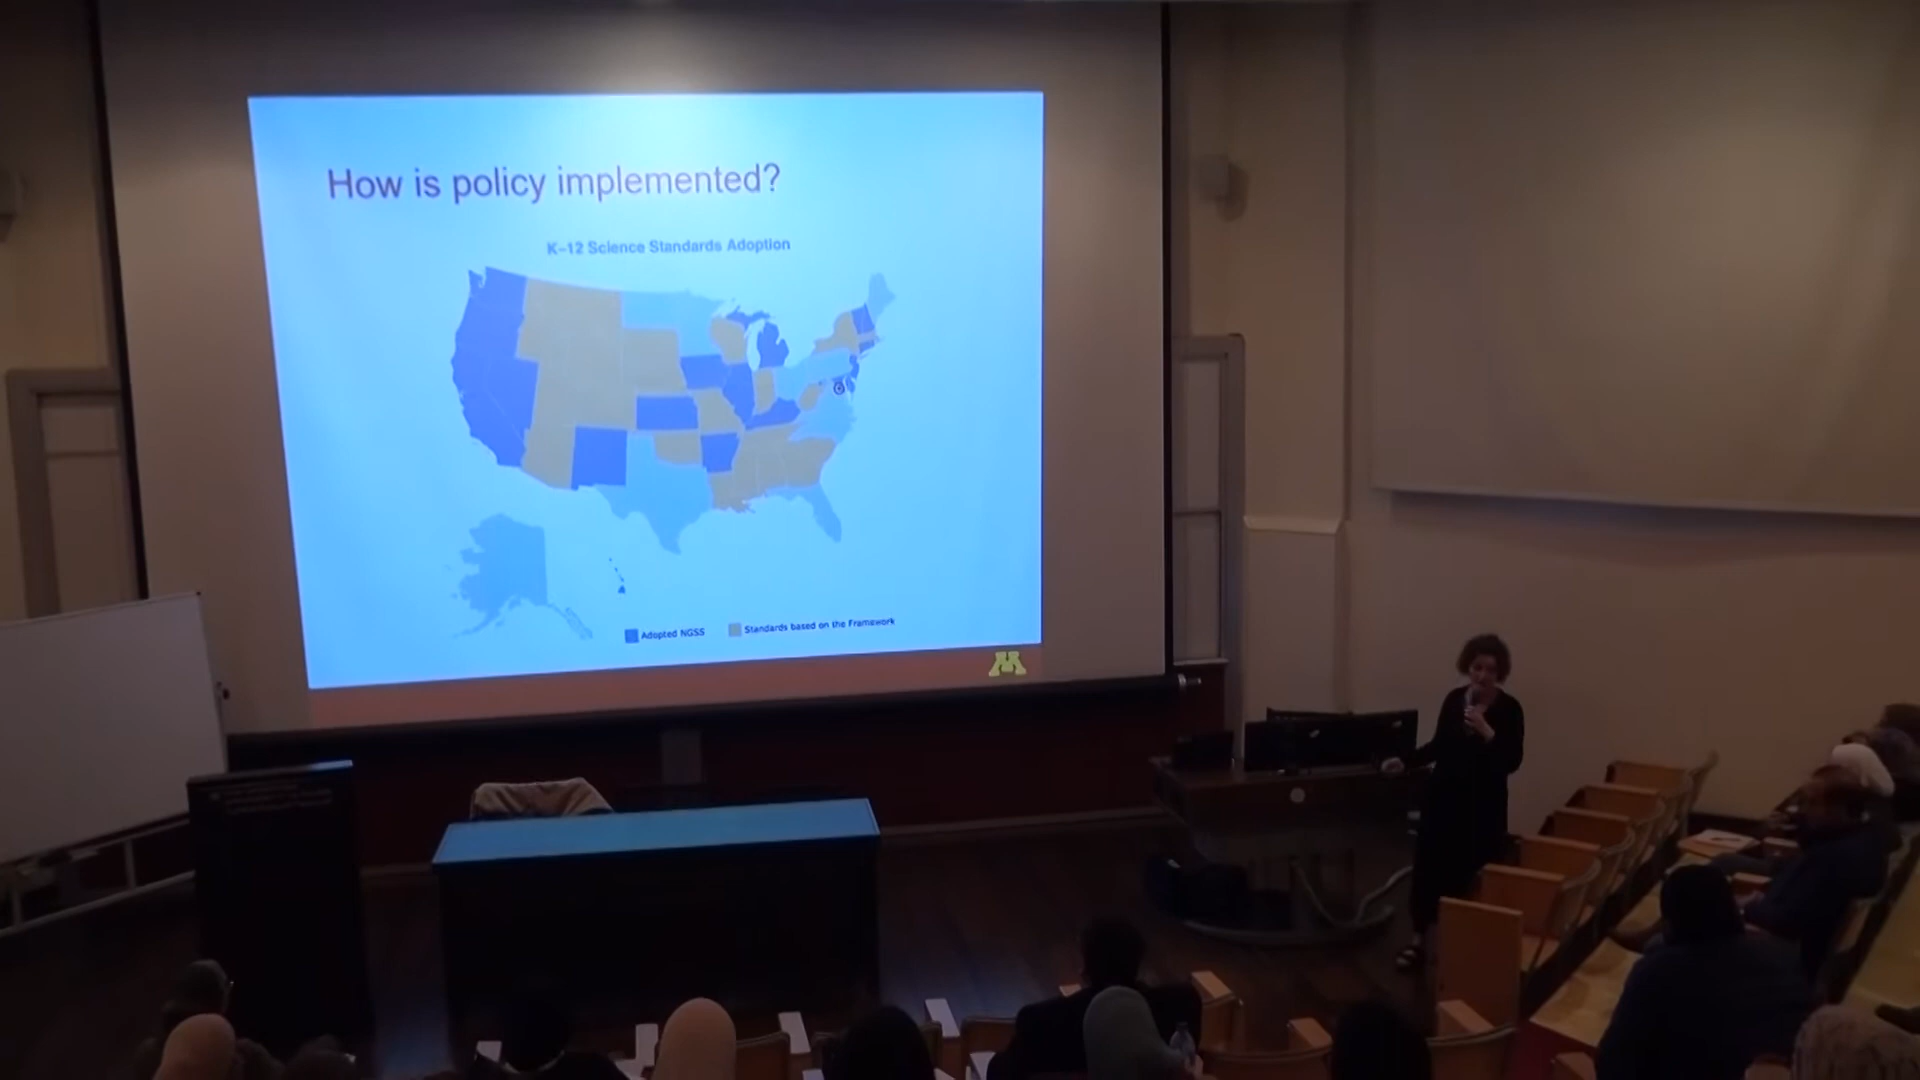 How is policy implemented?
K-12 Science Standards Adoption
Adopted NGSS
Standards based on the Framework
M